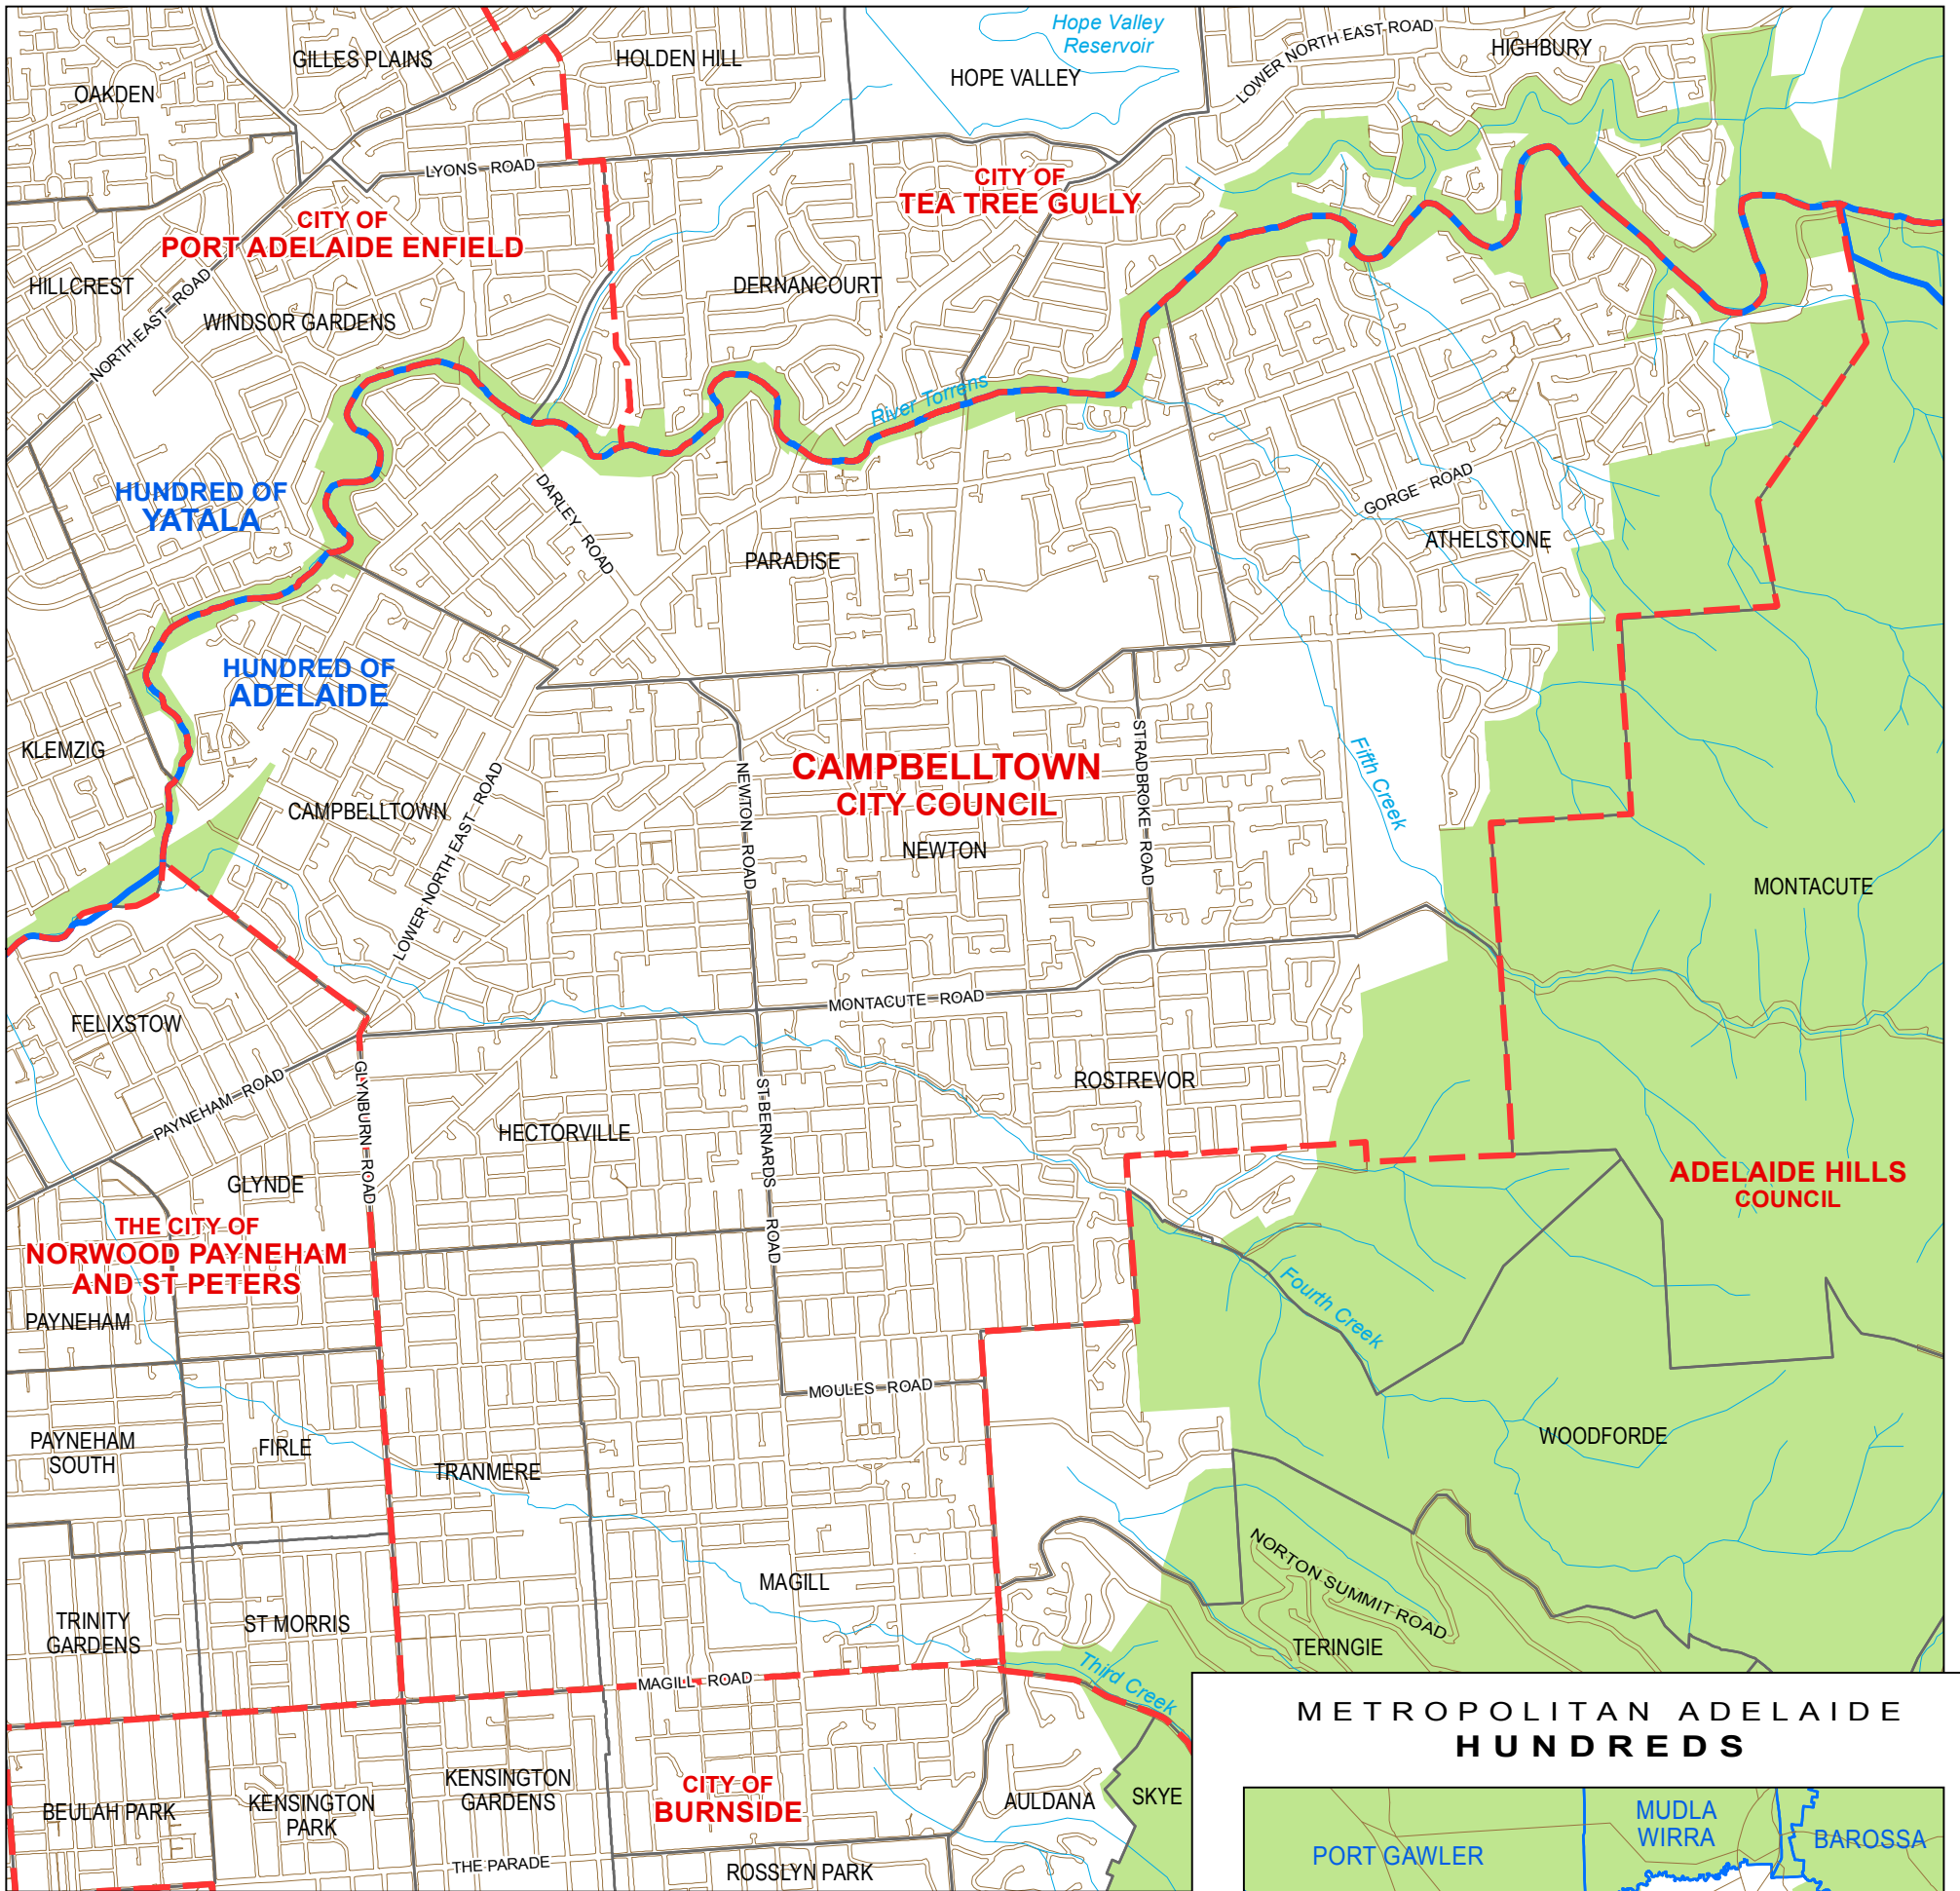 Hope Valley
Reservoir
LOWER NORTH EAST ROAD
HIGHBURY
GILLES PLAINS
HOLDEN HILL
HOPE VALLEY
OAKDEN
LYONS ROAD
CITY OF
TEA TREE GULLY
CITY OF
PORT ADELAIDE ENFIELD
HILLCREST
NORTH EAST ROAD
WINDSOR GARDENS
DERNANCOURT
River Torrens
HUNDRED OF
YATALA
DARLEY ROAD
GORGE ROAD
ATHELSTONE
PARADISE
HUNDRED OF
ADELAIDE
KLEMZIG
CAMPBELLTOWN
LOWER NORTH EAST ROAD
NEWTON ROAD
CAMPBELLTOWN
CITY COUNCIL
NEWTON
STRADBROKE ROAD
Fifth Creek
MONTACUTE
MONTACUTE ROAD
FELIXSTOW
PAYNEHAM ROAD
GLYNBURN ROAD
HECTORVILLE
ST BERNARDS ROAD
ROSTREVOR
GLYNDE
ADELAIDE HILLS
COUNCIL
THE CITY OF
NORWOOD PAYNEHAM
AND ST PETERS
PAYNEHAM
Fourth Creek
MOULES ROAD
PAYNEHAM
SOUTH
FIRLE
TRANMERE
WOODFORDE
NORTON SUMMIT ROAD
MAGILL
TRINITY
GARDENS
ST MORRIS
TERINGIE
MAGILL ROAD
Third Creek
METROPOLITAN ADELAIDE
HUNDREDS
BEULAH PARK
KENSINGTON
PARK
KENSINGTON
GARDENS
CITY OF
BURNSIDE
AULDANA
SKYE
THE PARADE
ROSSLYN PARK
PORT GAWLER
MUDLA
WIRRA
BAROSSA